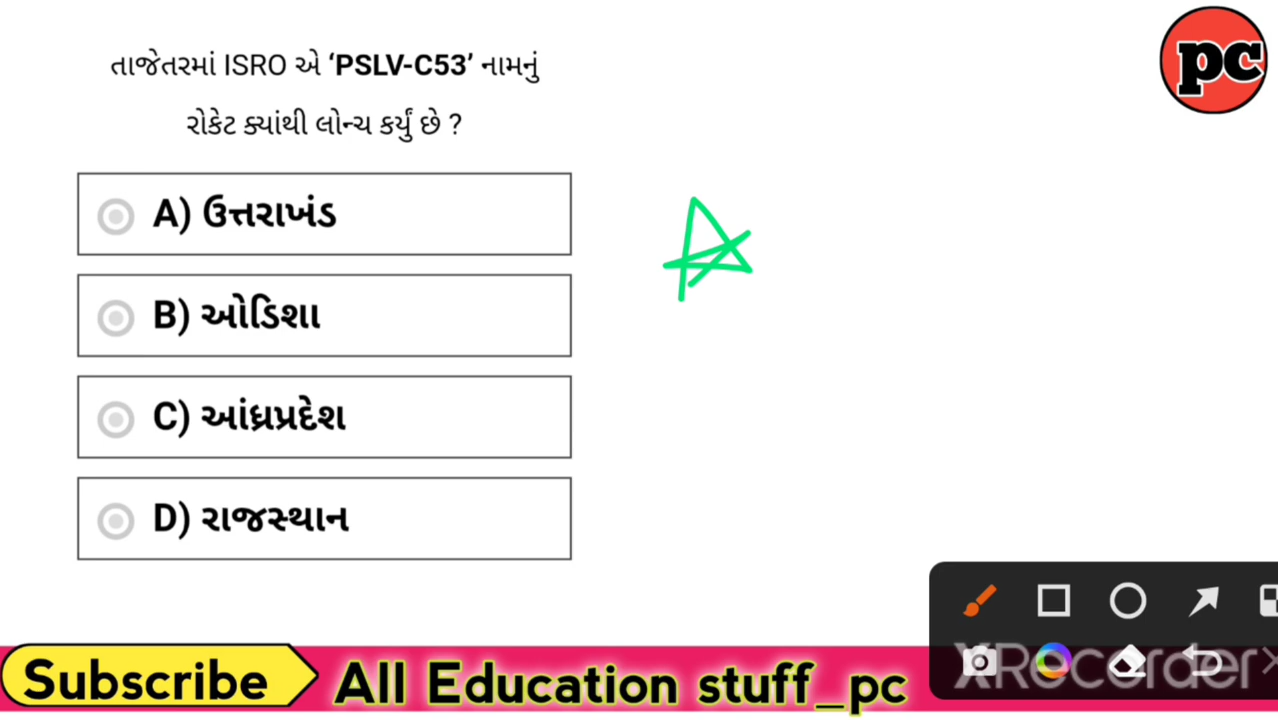 તાજેતરમાં ISRO એ ‘PSLV-C53’ નામનું
રોકેટ ક્યાંથી લોન્ચ કર્યું છે ?
A) ઉત્તરાખંડ
B) ઓડિશા
C) આંધ્રપ્રદેશ
D) રાજસ્થાન
pc
XRecorder
Subscribe
All Education stuff_pc